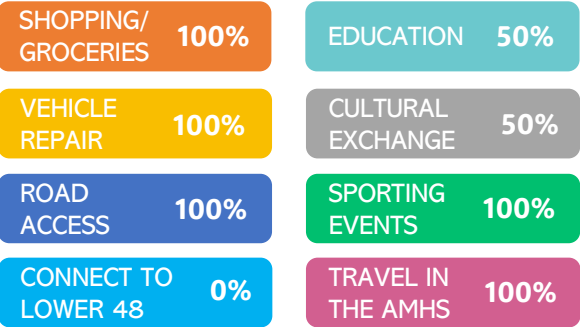 SHOPPING/
GROCERIES
100%
EDUCATION
50%
VEHICLE
REPAIR
100%
CULTURAL
EXCHANGE
50%
ROAD
ACCESS
100%
SPORTING
EVENTS
100%
CONNECT TO
LOWER 48
0%
TRAVEL IN
THE AMHS
100%